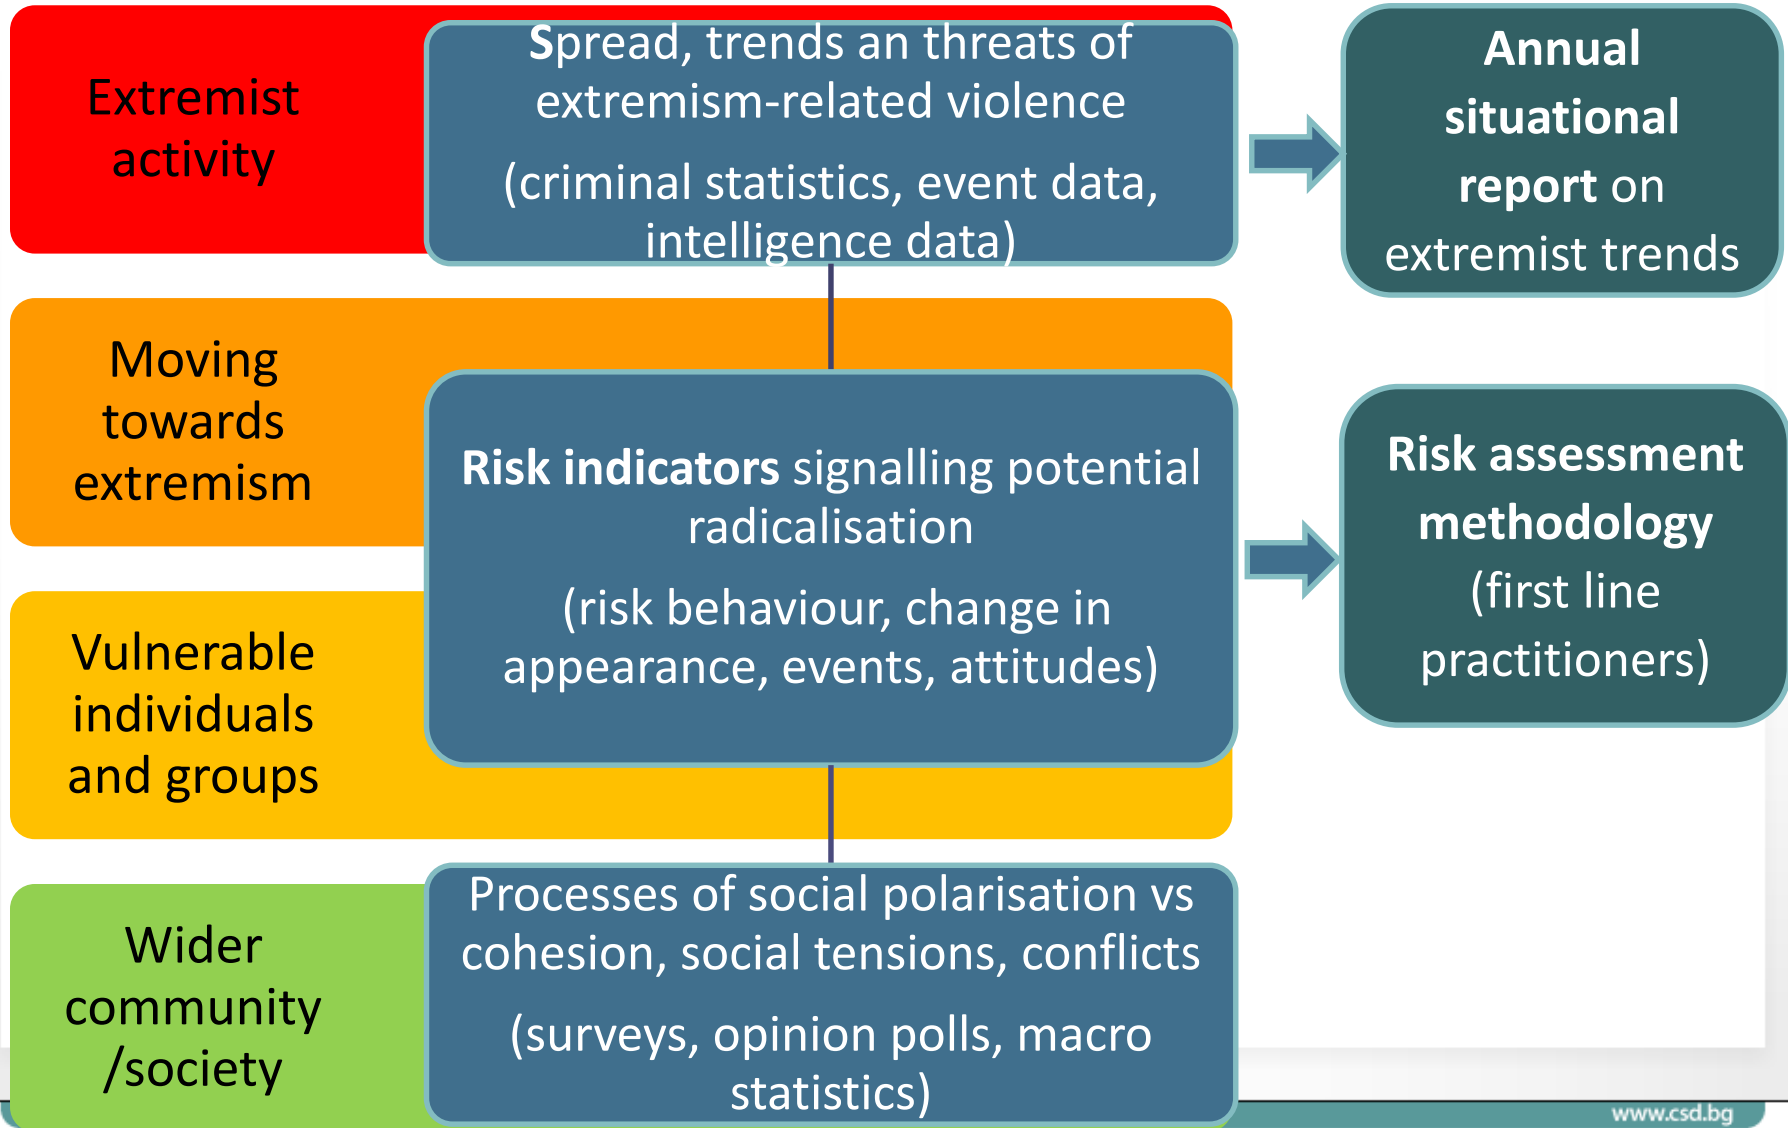 Extremist
activity
Spread, trends an threats of
extremism-related violence
(criminal statistics, event data,
intelligence data)
Annual
situational
report on
extremist trends
Moving
towards
extremism
Vulnerable
individuals
and groups
Risk indicators signalling potential
radicalisation
(risk behaviour, change in
appearance, events, attitudes)
Risk assessment
methodology
(first line
practitioners)
Wider
community
/society
Processes of social polarisation vs
cohesion, social tensions, conflicts
(surveys, opinion polls, macro
statistics)
www.csd.bg